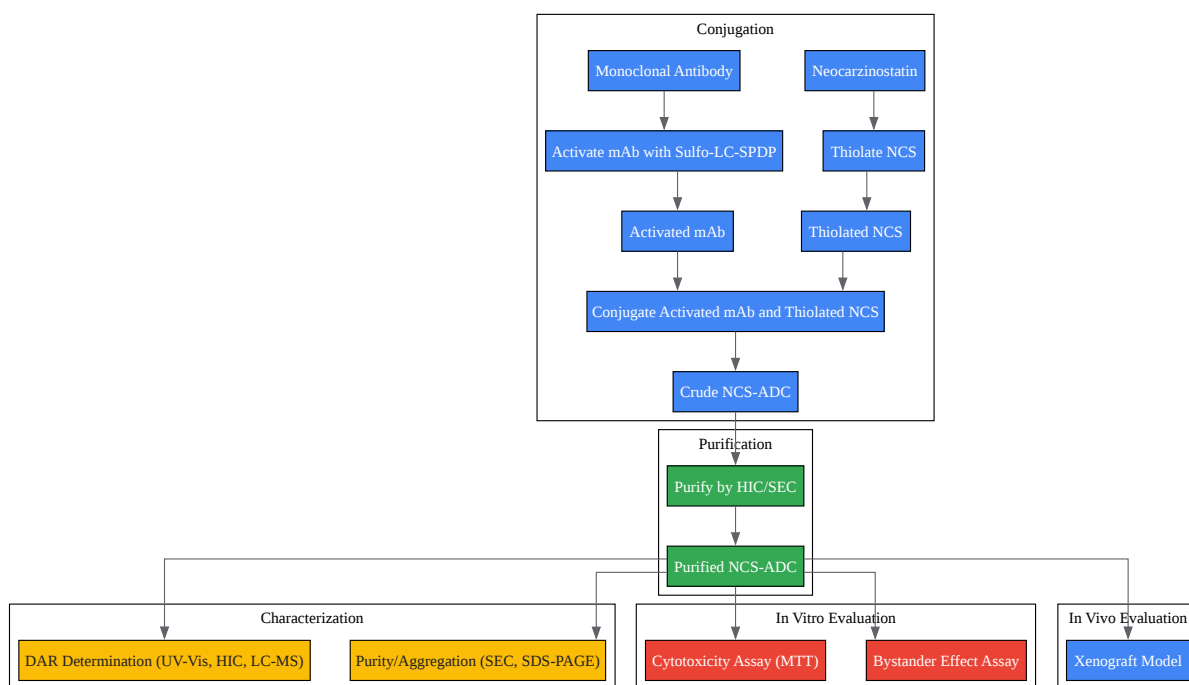 Conjugation
Monoclonal Antibody
Neocarzinostatin
Activate mAb with Sulfo-LC-SPDP
Thiolate NCS
Activated mAb
Thiolated NCS
Conjugate Activated mAb and Thiolated NCS
Crude NCS-ADC
Purification
Purify by HIC/SEC
Purified NCS-ADC
Characterization
DAR Determination (UV-Vis, HIC, LC-MS)
Purity/Aggregation (SEC, SDS-PAGE)
In Vitro Evaluation
Cytotoxicity Assay (MTT)
Bystander Effect Assay
In Vivo Evaluation
Xenograft Model